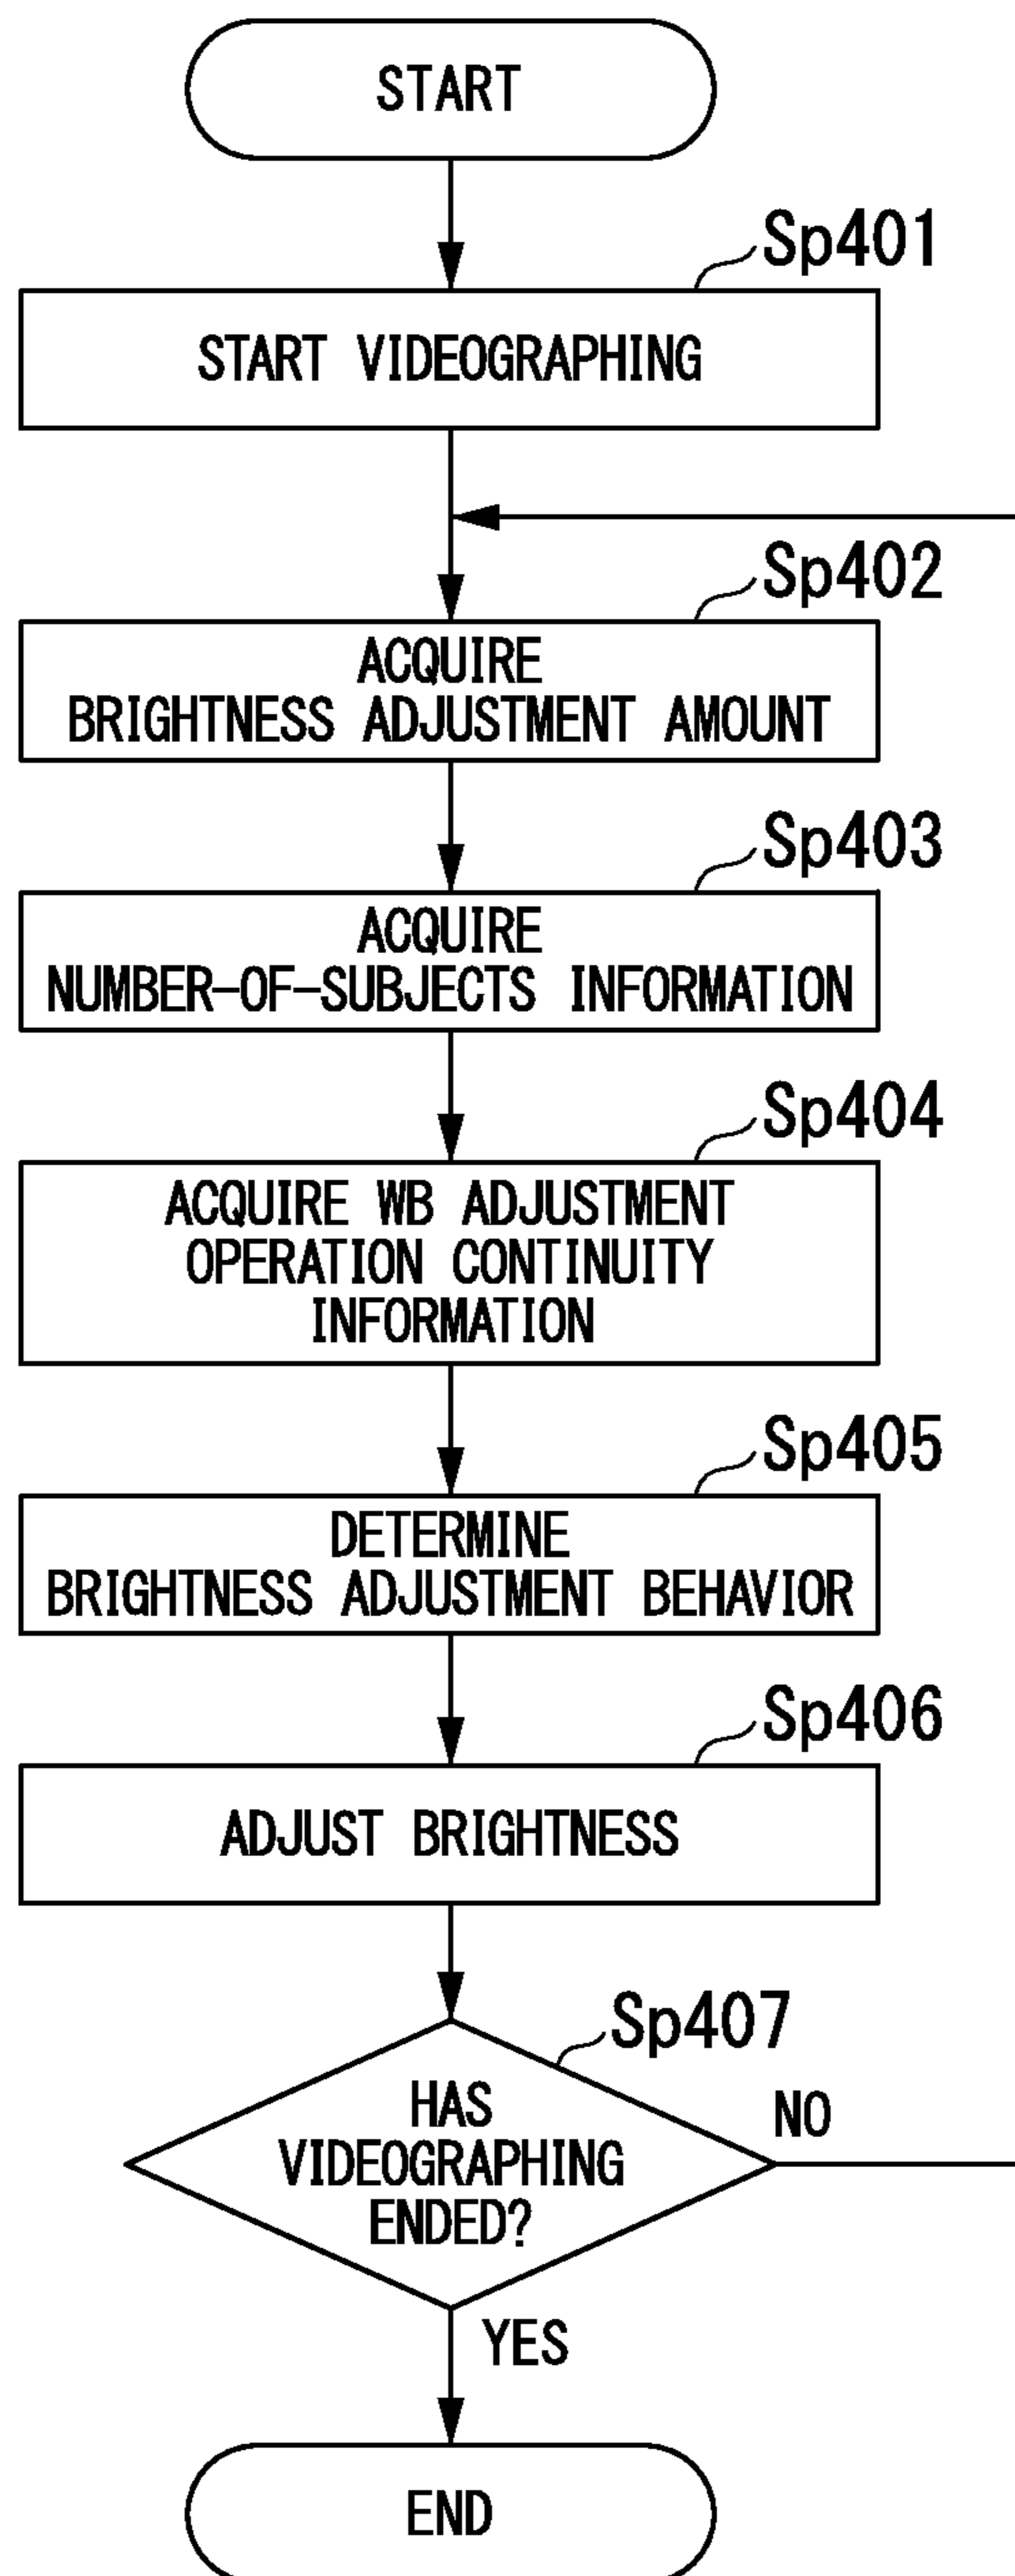 START
Sp401
START VIDEOGRAPHING
Sp402
ACQUIRE
BRIGHTNESS ADJUSTMENT AMOUNT
Sp403
ACQUIRE
NUMBER-OF-SUBJECTS INFORMATION
Sp404
ACQUIRE WB ADJUSTMENT
OPERATION CONTINUITY
INFORMATION
Sp405
DETERMINE
BRIGHTNESS ADJUSTMENT BEHAVIOR
Sp406
ADJUST BRIGHTNESS
Sp407
HAS
VIDEOGRAPHING
ENDED?
NO
YES
END